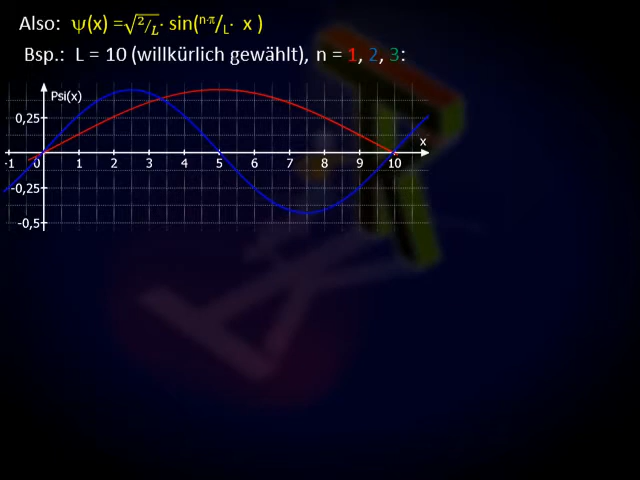 Also: ψ(x) =√²/L· sin(ⁿ·π/L· x )
Bsp.: L = 10 (willkürlich gewählt), n = 1, 2, 3:
Psi(x)
0,25
x
-1 0 1 2 3 4 5 6 7 8 9 10
-0,25
-0,5